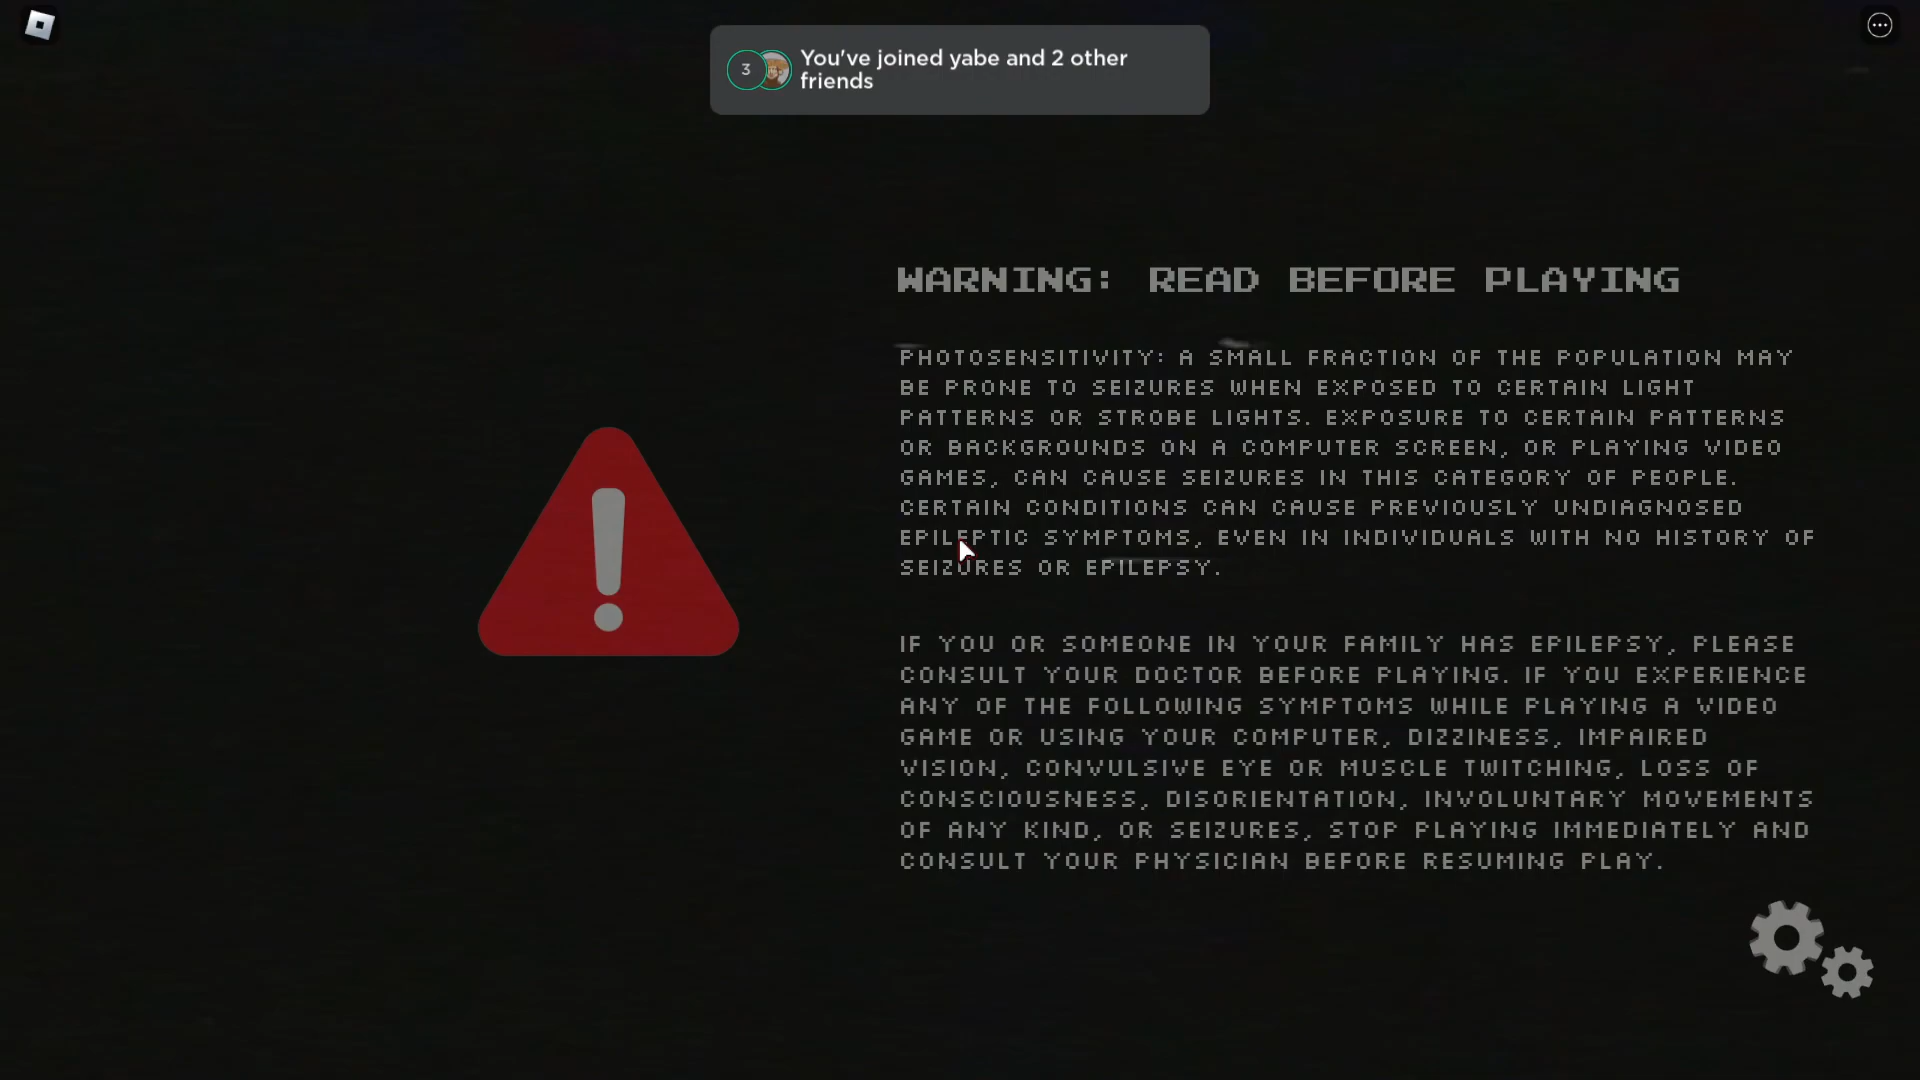 3
You've joined yabe and 2 other
friends
WARNING: READ BEFORE PLAYING
PHOTOSENSITIVITY: A SMALL FRACTION OF THE POPULATION MAY
BE PRONE TO SEIZURES WHEN EXPOSED TO CERTAIN LIGHT
PATTERNS OR STROBE LIGHTS. EXPOSURE TO CERTAIN PATTERNS
OR BACKGROUNDS ON A COMPUTER SCREEN, OR PLAYING VIDEO
GAMES, CAN CAUSE SEIZURES IN THIS CATEGORY OF PEOPLE.
CERTAIN CONDITIONS CAN CAUSE PREVIOUSLY UNDIAGNOSED
EPILEPTIC SYMPTOMS, EVEN IN INDIVIDUALS WITH NO HISTORY OF
SEIZURES OR EPILEPSY.
IF YOU OR SOMEONE IN YOUR FAMILY HAS EPILEPSY, PLEASE
CONSULT YOUR DOCTOR BEFORE PLAYING. IF YOU EXPERIENCE
ANY OF THE FOLLOWING SYMPTOMS WHILE PLAYING A VIDEO
GAME OR USING YOUR COMPUTER, DIZZINESS, IMPAIRED
VISION, CONVULSIVE EYE OR MUSCLE TWITCHING, LOSS OF
CONSCIOUSNESS, DISORIENTATION, INVOLUNTARY MOVEMENTS
OF ANY KIND, OR SEIZURES, STOP PLAYING IMMEDIATELY AND
CONSULT YOUR PHYSICIAN BEFORE RESUMING PLAY.